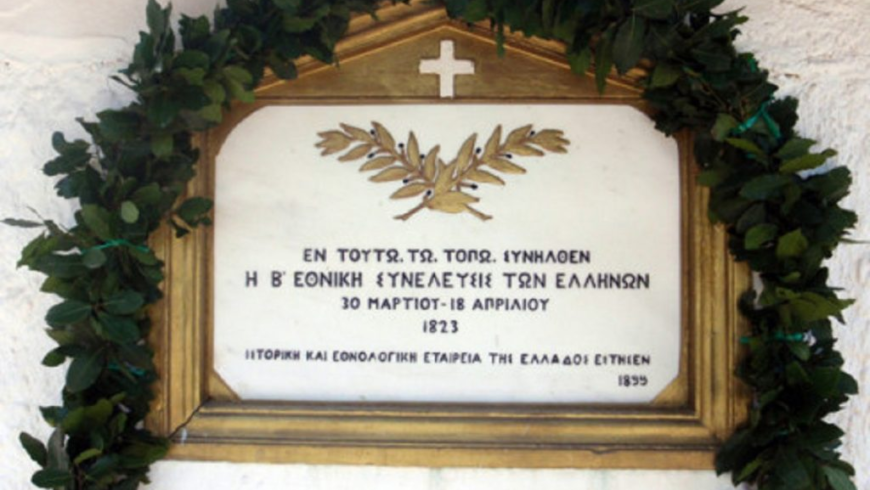 ΕΝ ΤΟΥΤΩ. ΤΩ. ΤΟΠΩ. ΣΥΝΗΛΘΕΝ
Η Β' ΕΘΝΙΚΗ ΣΥΝΕΛΕΥΣΙΣ ΤΩΝ ΕΛΛΗΝΩΝ
30 ΜΑΡΤΙΟΥ-18 ΑΠΡΙΛΙΟΥ
1823
ΙΣΤΟΡΙΚΗ ΚΑΙ ΕΘΝΟΛΟΓΙΚΗ ΕΤΑΙΡΕΙΑ ΤΗΣ ΕΛΛΑΔΟΣ ΕΣΤΗΣΕΝ
1899